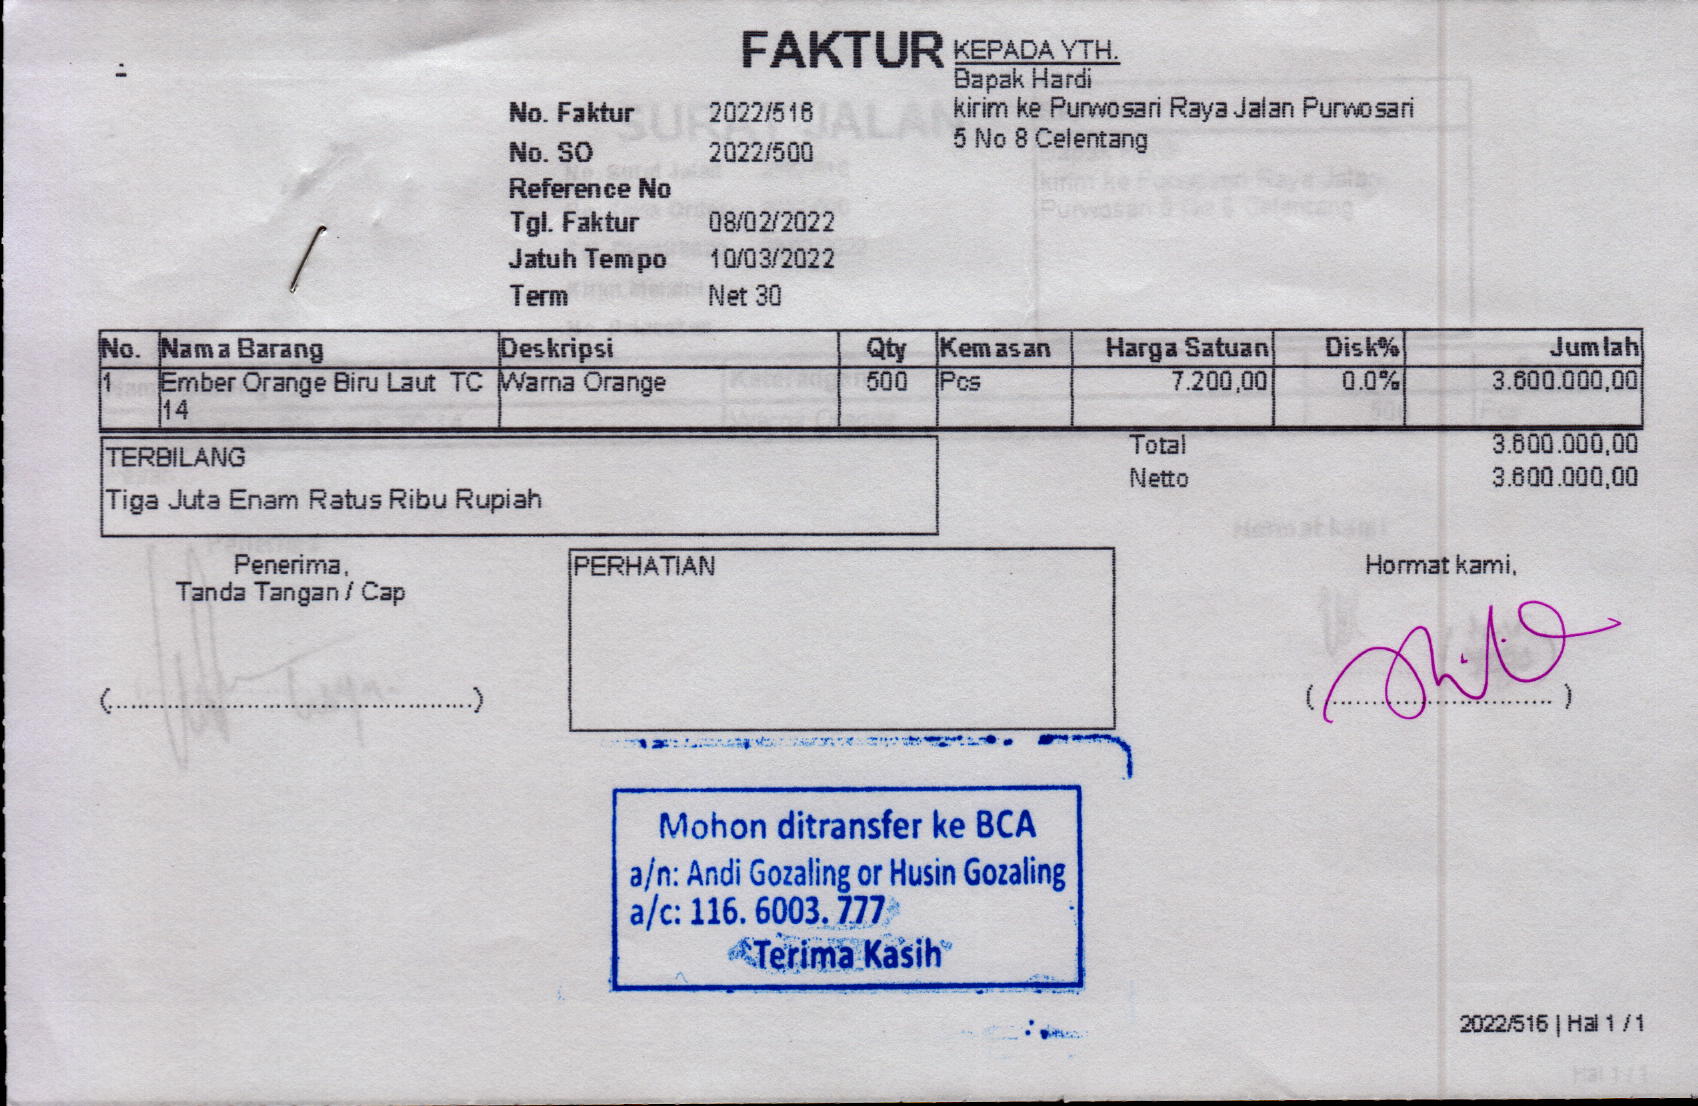 FAKTUR
KEPADA YTH.
Bapak Hardi
kirim ke Purwosari Raya Jalan Purwosari
5 No 8 Celentang
No. Faktur 2022/516
No. SO 2022/500
Reference No
Tgl. Faktur 08/02/2022
Jatuh Tempo 10/03/2022
Term Net 30
No. Nama Barang Deskripsi Qty Kemasan Harga Satuan Disk% Jumlah
1 Ember Orange Biru Laut TC Warna Orange 500 Pcs 7.200,00 0.0% 3.600.000,00
14
Total 3.600.000,00
Netto 3.600.000,00
TERBILANG
Tiga Juta Enam Ratus Ribu Rupiah
Penerima,
Tanda Tangan / Cap
PERHATIAN
Hormat kami,
Mohon ditransfer ke BCA
a/n: Andi Gozaling or Husin Gozaling
a/c: 116. 6003. 777
Terima Kasih
2022/516 | Hal 1 / 1